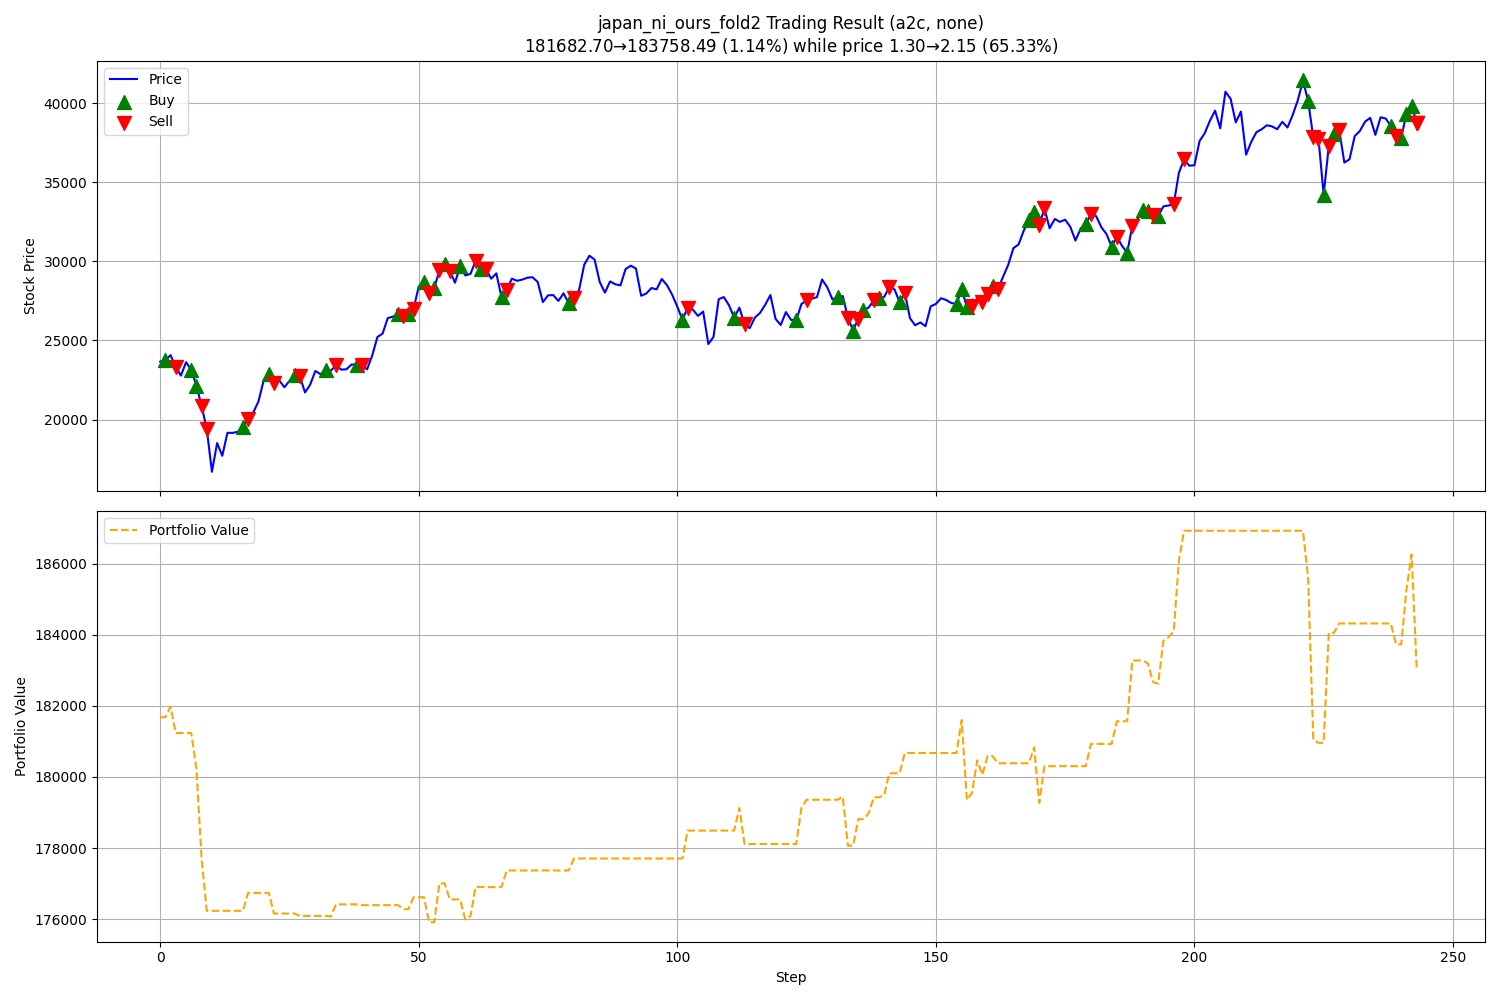 japan_ni_ours_fold2 Trading Result (a2c, none)
181682.70→183758.49 (1.14%) while price 1.30→2.15 (65.33%)
Price
Buy
Sell
40000
35000
30000
25000
20000
Stock Price
Portfolio Value
186000
184000
182000
180000
178000
176000
Portfolio Value
0
50
100
150
200
250
Step